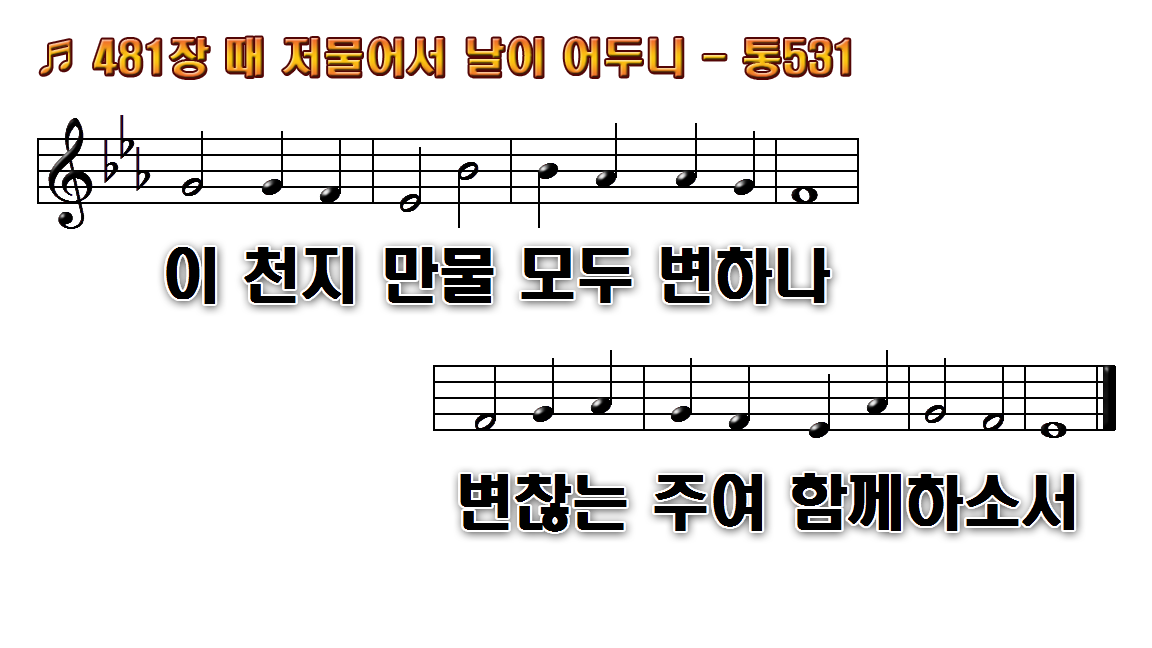 ♬ 481장 때 저물어서 날이 어두니 - 통531
이 천지 만물 모두 변하나
변찮는 주여 함께하소서